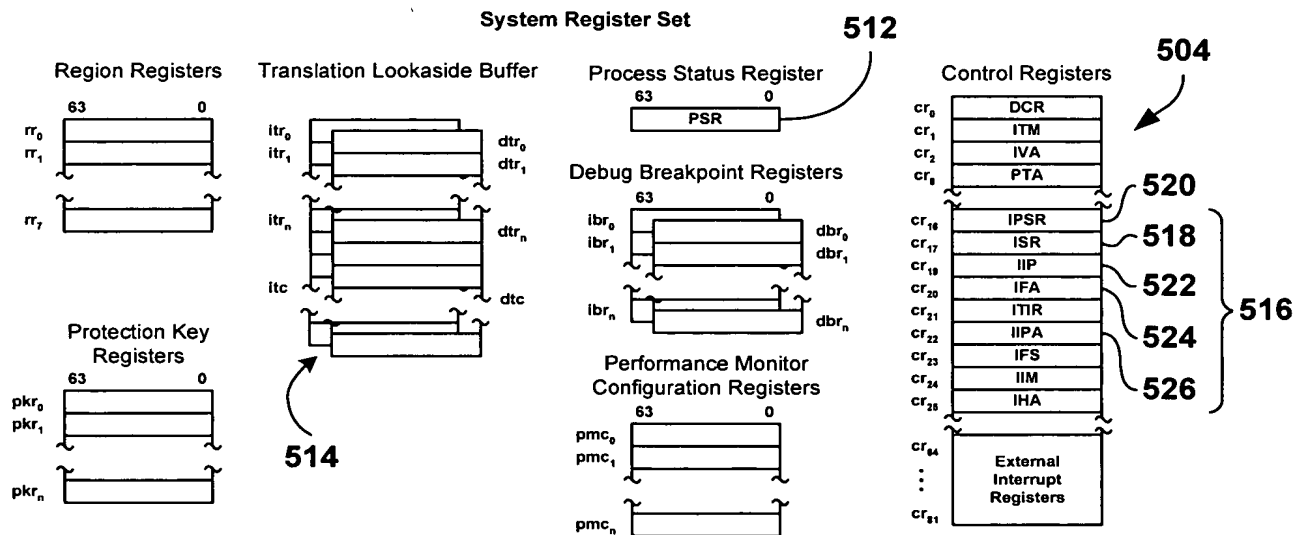 System Register Set
512
Region Registers
63 0
rr0
rr1
rr7
Translation Lookaside Buffer
itr0
itr1
dtr0
dtr1
itrn
dtrn
itc
dtc
514
Protection Key
Registers
63 0
pkr0
pkr1
pkrn
Process Status Register
63 0
PSR
Debug Breakpoint Registers
63 0
ibr0
ibr1
dbr0
dbr1
ibrn
dbrn
Performance Monitor
Configuration Registers
63 0
pmc0
pmc1
pmcn
Control Registers
504
cr0 DCR
cr1 ITM
cr2 IVA
cr8 PTA
cr16 IPSR 520
cr17 ISR 518
cr19 IIP 522
cr20 IFA 524
cr21 ITIR
cr22 IIPA 526
cr23 IFS
cr24 IIM
cr25 IHA
516
cr64
External
Interrupt
Registers
cr81